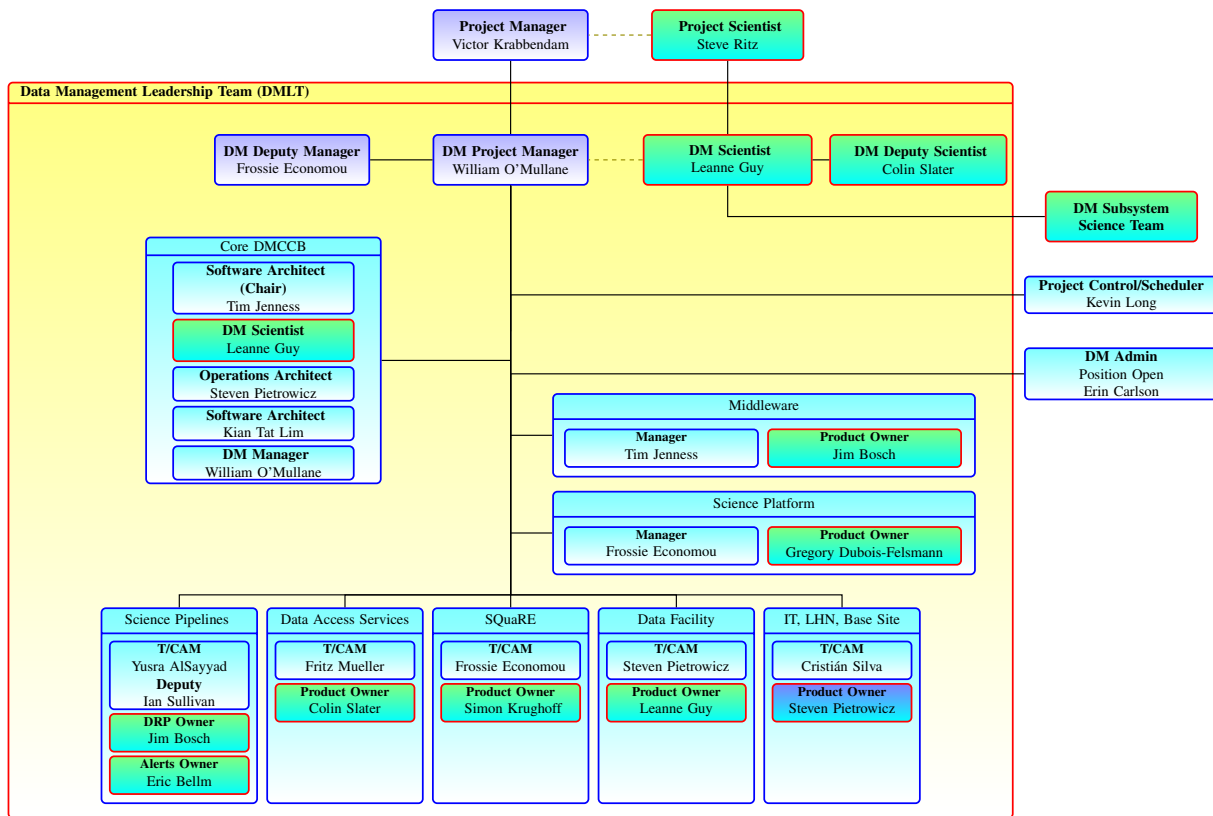 Project Manager
Victor Krabbendam
Project Scientist
Steve Ritz
Data Management Leadership Team (DMLT)
DM Deputy Manager
Frossie Economou
DM Project Manager
William O'Mullane
DM Scientist
Leanne Guy
DM Deputy Scientist
Colin Slater
DM Subsystem
Science Team
Core DMCCB
Software Architect
(Chair)
Tim Jenness
DM Scientist
Leanne Guy
Operations Architect
Steven Pietrowicz
Software Architect
Kian Tat Lim
DM Manager
William O'Mullane
Project Control/Scheduler
Kevin Long
DM Admin
Position Open
Erin Carlson
Middleware
Manager
Tim Jenness
Product Owner
Jim Bosch
Science Platform
Manager
Frossie Economou
Product Owner
Gregory Dubois-Felsmann
Science Pipelines
T/CAM
Yusra AlSayyad
Deputy
Ian Sullivan
DRP Owner
Jim Bosch
Alerts Owner
Eric Bellm
Data Access Services
T/CAM
Fritz Mueller
Product Owner
Colin Slater
SQuaRE
T/CAM
Frossie Economou
Product Owner
Simon Krughoff
Data Facility
T/CAM
Steven Pietrowicz
Product Owner
Leanne Guy
IT, LHN, Base Site
T/CAM
Cristián Silva
Product Owner
Steven Pietrowicz